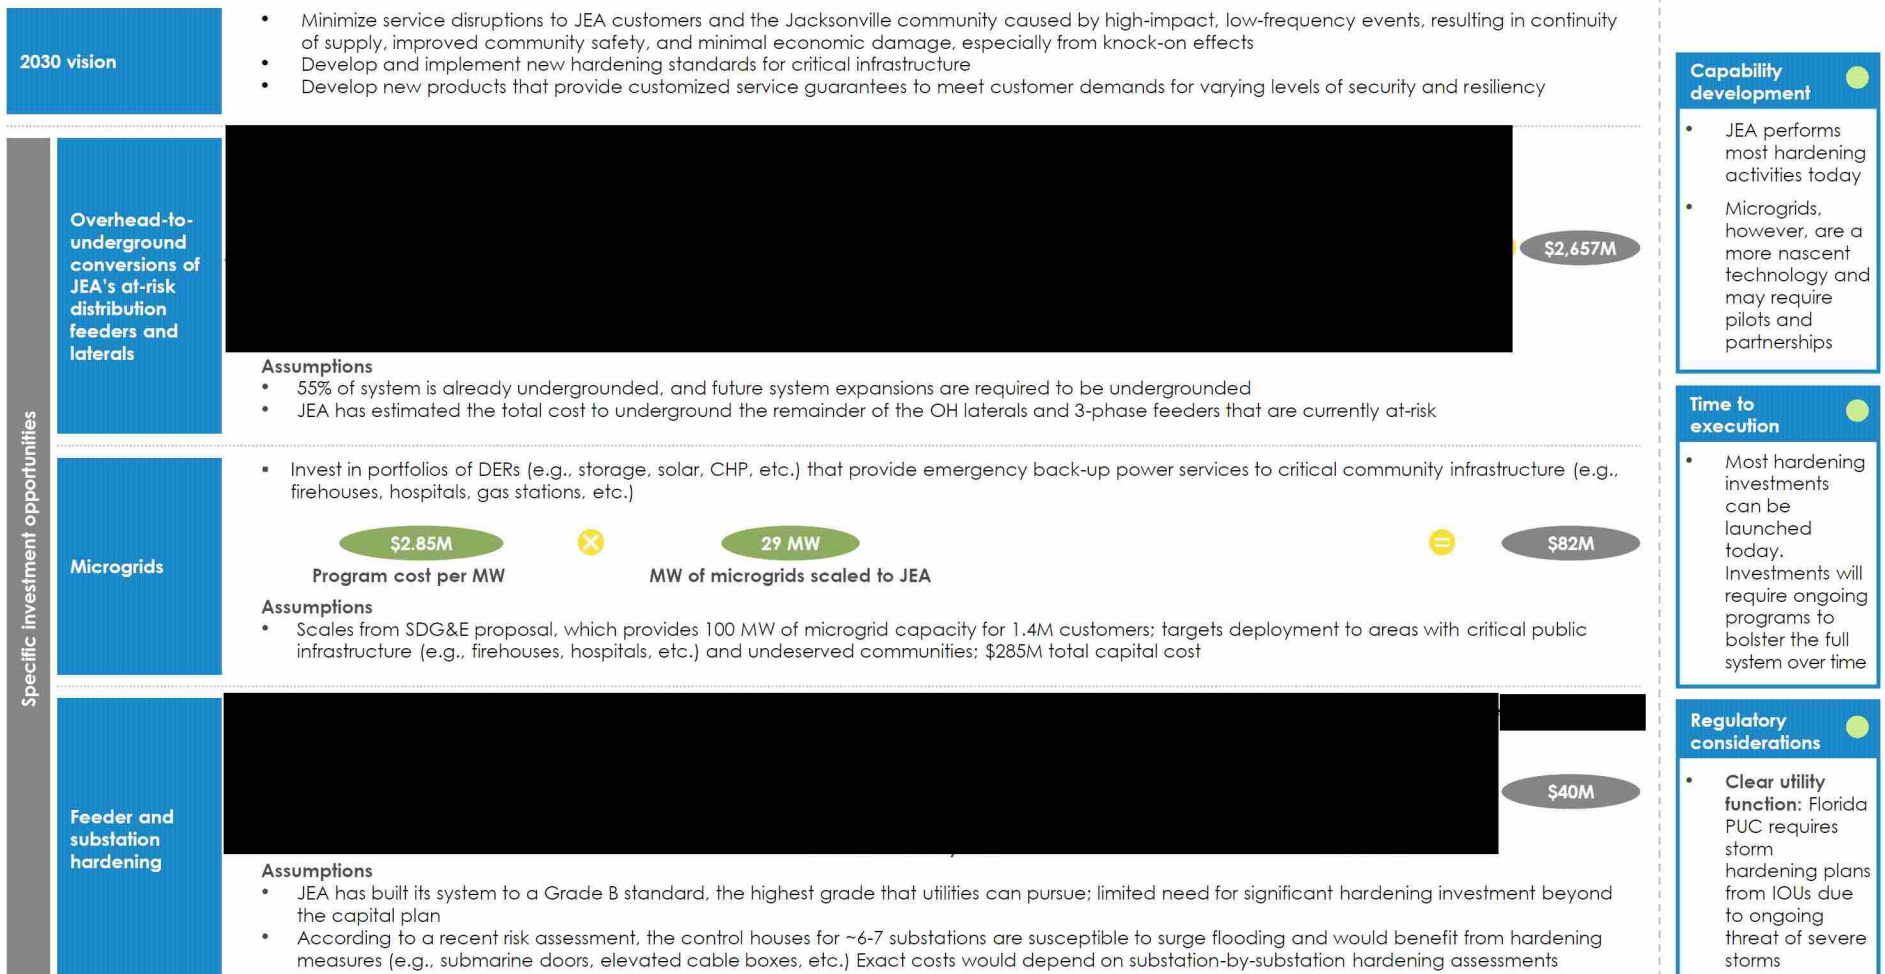 2030 vision
• Minimize service disruptions to JEA customers and the Jacksonville community caused by high-impact, low-frequency events, resulting in continuity
of supply, improved community safety, and minimal economic damage, especially from knock-on effects
• Develop and implement new hardening standards for critical infrastructure
• Develop new products that provide customized service guarantees to meet customer demands for varying levels of security and resiliency
Specific investment opportunities
Overhead-to-
underground
conversions of
JEA's at-risk
distribution
feeders and
laterals
$2,657M
Assumptions
• 55% of system is already undergrounded, and future system expansions are required to be undergrounded
• JEA has estimated the total cost to underground the remainder of the OH laterals and 3-phase feeders that are currently at-risk
Microgrids
▪ Invest in portfolios of DERs (e.g., storage, solar, CHP, etc.) that provide emergency back-up power services to critical community infrastructure (e.g.,
firehouses, hospitals, gas stations, etc.)
$2.85M × 29 MW = $82M
Program cost per MW MW of microgrids scaled to JEA
Assumptions
• Scales from SDG&E proposal, which provides 100 MW of microgrid capacity for 1.4M customers; targets deployment to areas with critical public
infrastructure (e.g., firehouses, hospitals, etc.) and undeserved communities; $285M total capital cost
Feeder and
substation
hardening
$40M
Assumptions
• JEA has built its system to a Grade B standard, the highest grade that utilities can pursue; limited need for significant hardening investment beyond
the capital plan
• According to a recent risk assessment, the control houses for ~6-7 substations are susceptible to surge flooding and would benefit from hardening
measures (e.g., submarine doors, elevated cable boxes, etc.) Exact costs would depend on substation-by-substation hardening assessments
Capability
development
• JEA performs
most hardening
activities today
• Microgrids,
however, are a
more nascent
technology and
may require
pilots and
partnerships
Time to
execution
• Most hardening
investments
can be
launched
today.
Investments will
require ongoing
programs to
bolster the full
system over time
Regulatory
considerations
• Clear utility
function: Florida
PUC requires
storm
hardening plans
from IOUs due
to ongoing
threat of severe
storms